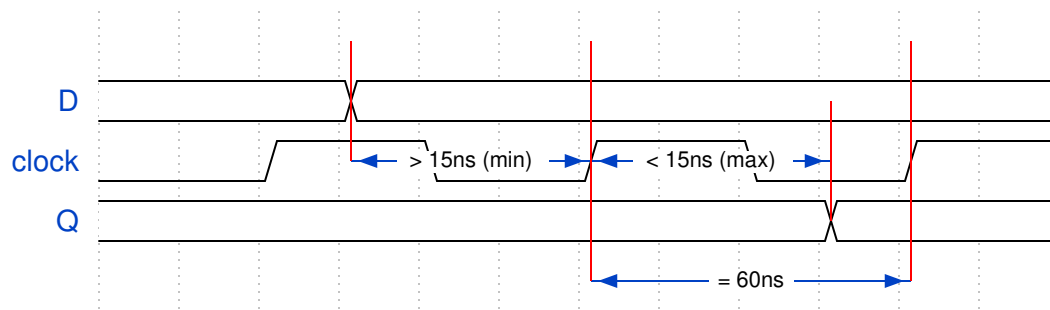 D
clock
> 15ns (min)
< 15ns (max)
Q
= 60ns